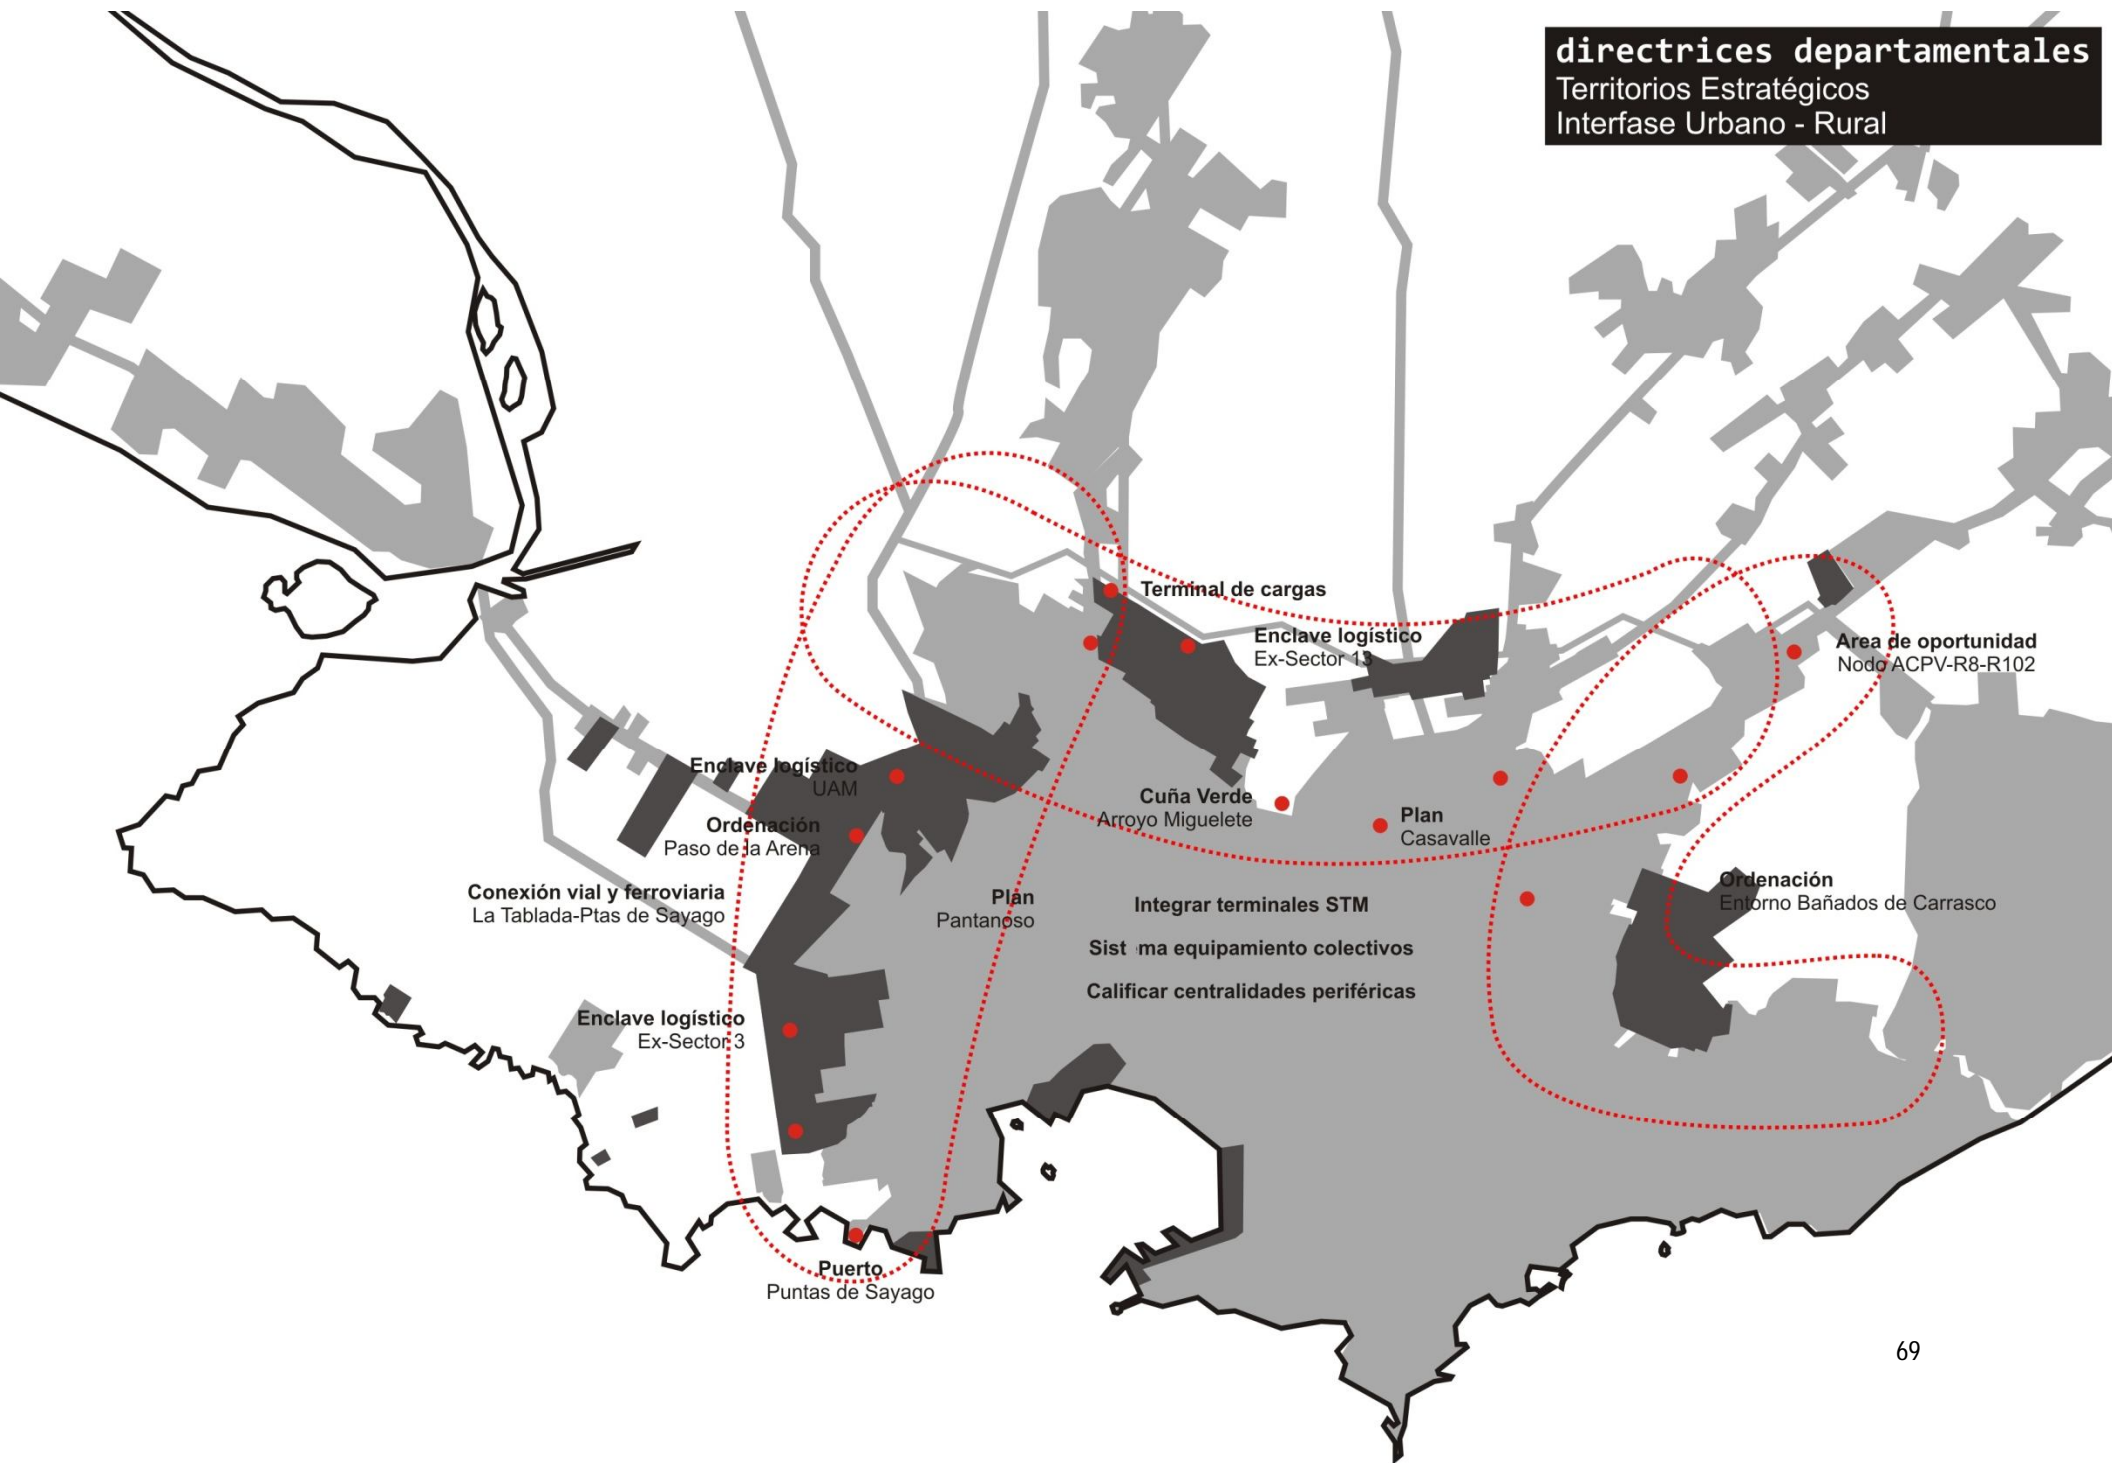 directrices departamentales
Territorios Estratégicos
Interfase Urbano - Rural
Terminal de cargas
Enclave logístico
Ex-Sector 13
Area de oportunidad
Nodo ACPV-R8-R102
Enclave logístico
UAM
Ordenación
Paso de la Arena
Cuña Verde
Arroyo Miguelete
Plan
Casavalle
Conexión vial y ferroviaria
La Tablada-Ptas de Sayago
Plan
Pantanoso
Integrar terminales STM
Sist ma equipamiento colectivos
Calificar centralidades periféricas
Ordenación
Entorno Bañados de Carrasco
Enclave logístico
Ex-Sector 3
Puerto
Puntas de Sayago
69